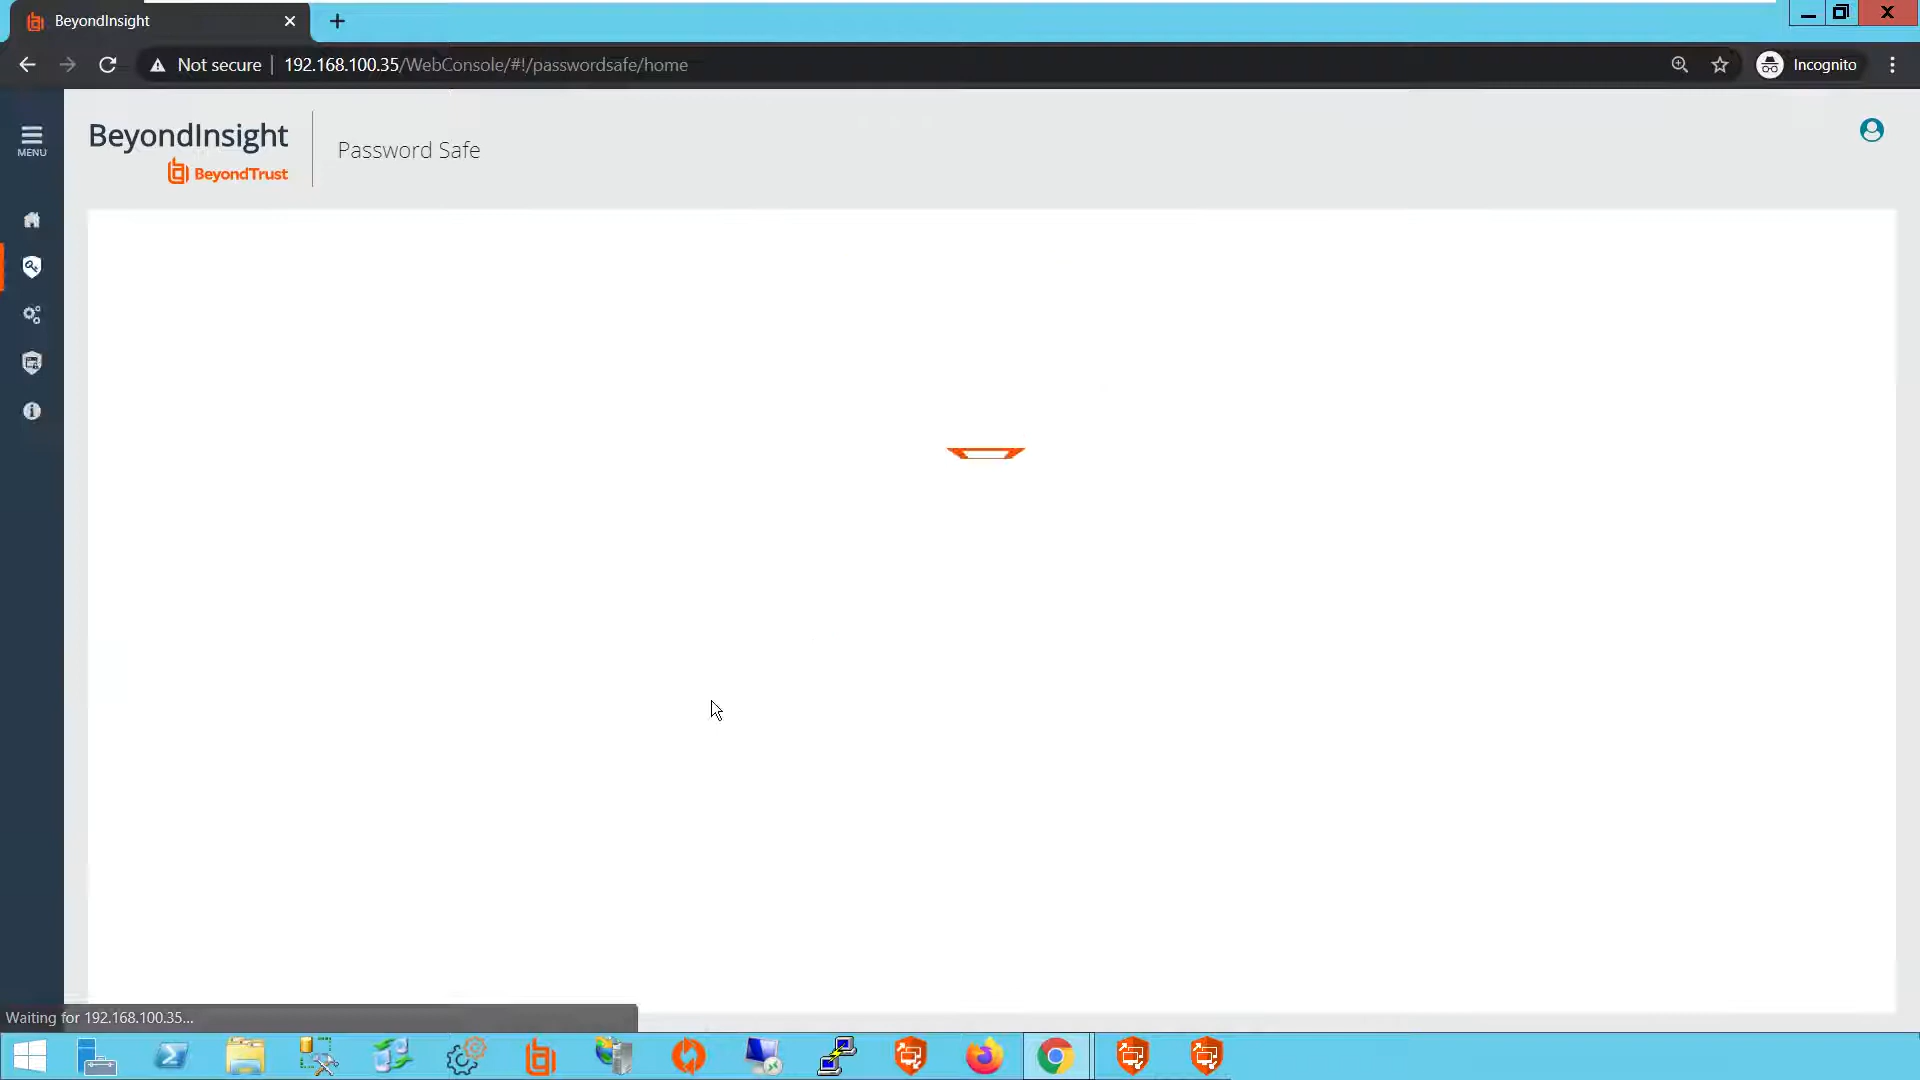 BeyondInsight
Not secure
192.168.100.35/WebConsole/#!/passwordsafe/home
Incognito
MENU
BeyondInsight
BeyondTrust
Password Safe
Waiting for 192.168.100.35...